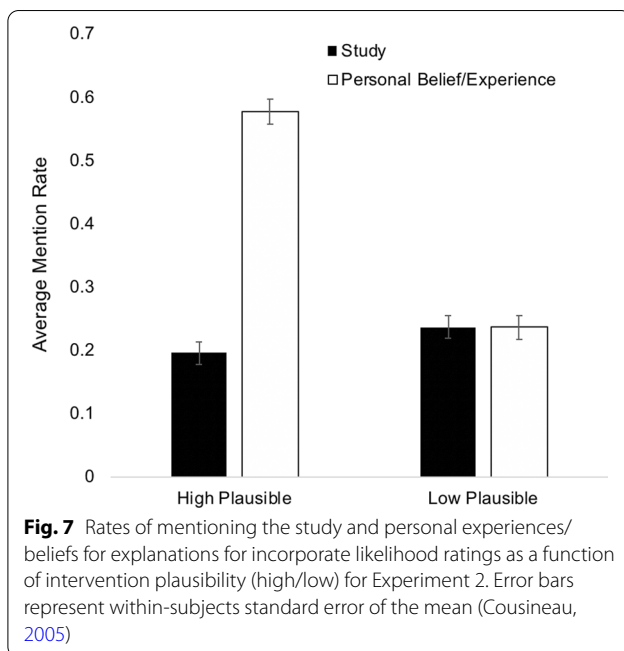 0.7
Study
Personal Belief/Experience
0.6
0.5
0.4
0.3
0.2
0.1
0
Average Mention Rate
High Plausible
Low Plausible
Fig. 7 Rates of mentioning the study and personal experiences/
beliefs for explanations for incorporate likelihood ratings as a function
of intervention plausibility (high/low) for Experiment 2. Error bars
represent within-subjects standard error of the mean (Cousineau,
2005)